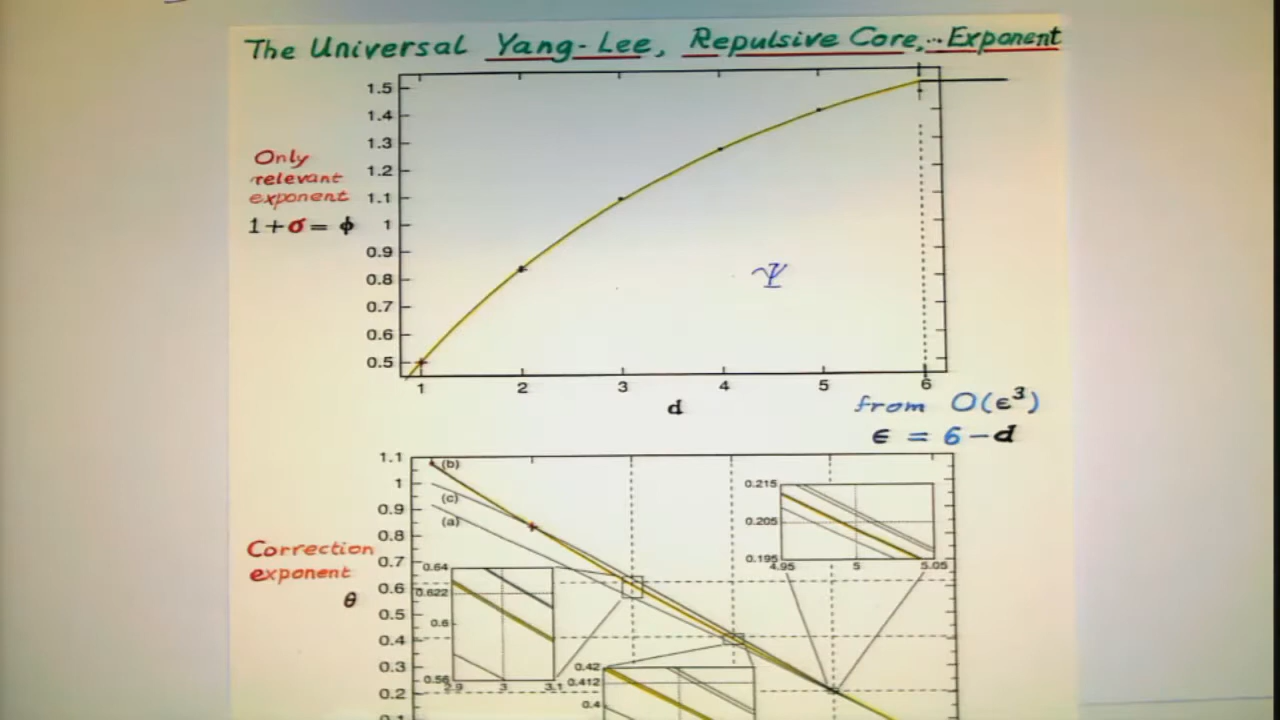 The Universal Yang-Lee, Repulsive Core,.. Exponent
1.5
1.4
1.3
1.2
1.1
1
0.9
0.8
0.7
0.6
0.5
Only
relevant
exponent
1+σ= ϕ
Ψ
1 2 3 4 5 6
d
from O(ϵ³)
ϵ = 6-d
1.1
1
0.9
0.8
0.7
0.6
0.5
0.4
0.3
0.2
0.1
(b)
(c)
(a)
Correction
exponent
θ
0.215
0.205
0.195
4.95 5 5.05
0.64
0.622
0.6
0.58
2.9 3 3.1
0.42
0.412
0.4